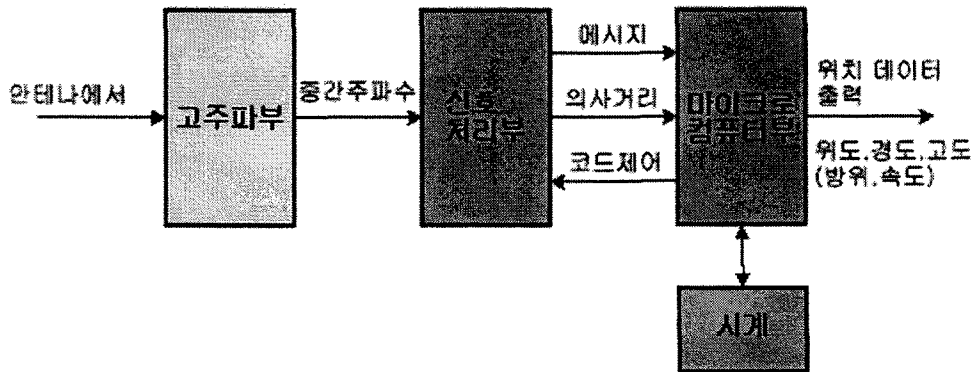 안테나에서
고주파부
중간주파수
신호
처리부
메시지
의사거리
코드제어
마이크로
컴퓨터부
위치 데이터
출력
위도.경도.고도
(방위.속도)
시계